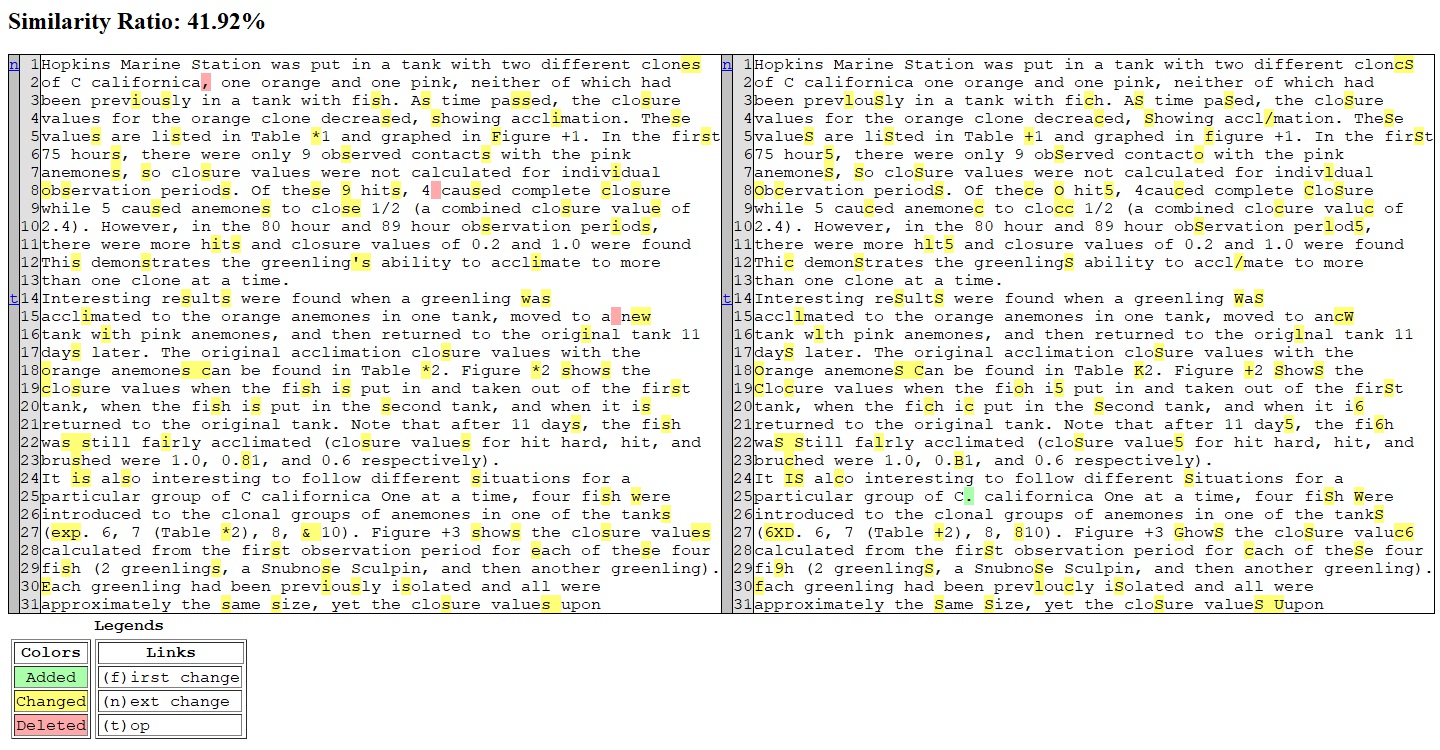 Similarity Ratio: 41.92%
n 1 Hopkins Marine Station was put in a tank with two different clones
2 of C californica, one orange and one pink, neither of which had
3 been previously in a tank with fish. As time passed, the closure
4 values for the orange clone decreased, showing acclimation. These
5 values are listed in Table *1 and graphed in Figure +1. In the first
6 75 hours, there were only 9 observed contacts with the pink
7 anemones, so closure values were not calculated for individual
8 observation periods. Of these 9 hits, 4 caused complete closure
9 while 5 caused anemones to close 1/2 (a combined closure value of
10 2.4). However, in the 80 hour and 89 hour observation periods,
11 there were more hits and closure values of 0.2 and 1.0 were found
12 This demonstrates the greenling's ability to acclimate to more
13 than one clone at a time.
t 14 Interesting results were found when a greenling was
15 acclimated to the orange anemones in one tank, moved to a new
16 tank with pink anemones, and then returned to the original tank 11
17 days later. The original acclimation closure values with the
18 orange anemones can be found in Table *2. Figure *2 shows the
19 closure values when the fish is put in and taken out of the first
20 tank, when the fish is put in the second tank, and when it is
21 returned to the original tank. Note that after 11 days, the fish
22 was still fairly acclimated (closure values for hit hard, hit, and
23 brushed were 1.0, 0.81, and 0.6 respectively).
24 It is also interesting to follow different situations for a
25 particular group of C californica One at a time, four fish were
26 introduced to the clonal groups of anemones in one of the tanks
27 (exp. 6, 7 (Table *2), 8, & 10). Figure +3 shows the closure values
28 calculated from the first observation period for each of these four
29 fish (2 greenlings, a Snubnose Sculpin, and then another greenling).
30 Each greenling had been previously isolated and all were
31 approximately the same size, yet the closure values upon
n 1 Hopkins Marine Station was put in a tank with two different cloncS
2 of C californica one orange and one pink, neither of which had
3 been prevlouSly in a tank with fich. AS time paSed, the cloSure
4 values for the orange clone decreaced, Showing accl/mation. TheSe
5 valueS are liSted in Table +1 and graphed in figure +1. In the firSt
6 75 hour5, there were only 9 obServed contacto with the pink
7 anemoneS, So cloSure values were not calculated for indivldual
8 Obcervation periodS. Of thece O hit5, 4caused complete CloSure
9 while 5 cauced anemonec to clocc 1/2 (a combined clocure valuc of
10 2.4). However, in the 80 hour and 89 hour obServation perlod5,
11 there were more hlt5 and closure values of 0.2 and 1.0 were found
12 Thic demonStrates the greenlingS ability to accl/mate to more
13 than one clone at a time.
t 14 Interesting reSultS were found when a greenling WaS
15 accllmated to the orange anemones in one tank, moved to ancW
16 tank wlth pink anemones, and then returned to the origlnal tank 11
17 dayS later. The original acclimation cloSure values with the
18 Orange anemoneS Can be found in Table K2. Figure +2 ShowS the
19 Clocure values when the fioh i5 put in and taken out of the firSt
20 tank, when the fich ic put in the Second tank, and when it i6
21 returned to the original tank. Note that after 11 day5, the fi6h
22 waS Still falrly acclimated (cloSure value5 for hit hard, hit, and
23 bruched were 1.0, 0.B1, and 0.6 respectively).
24 It IS alco interesting to follow different Situations for a
25 particular group of C. californica One at a time, four fiSh Were
26 introduced to the clonal groups of anemones in one of the tankS
27 (6XD. 6, 7 (Table +2), 8, 810). Figure +3 GhowS the cloSure valuc6
28 calculated from the firSt observation period for cach of theSe four
29 fi9h (2 greenlingS, a SnubnoSe Sculpin, and then another greenling).
30 fach greenling had been prevloucly iSolated and all were
31 approximately the Same Size, yet the cloSure valueS Uupon
Legends
Colors
Added
Changed
Deleted
Links
(f)irst change
(n)ext change
(t)op